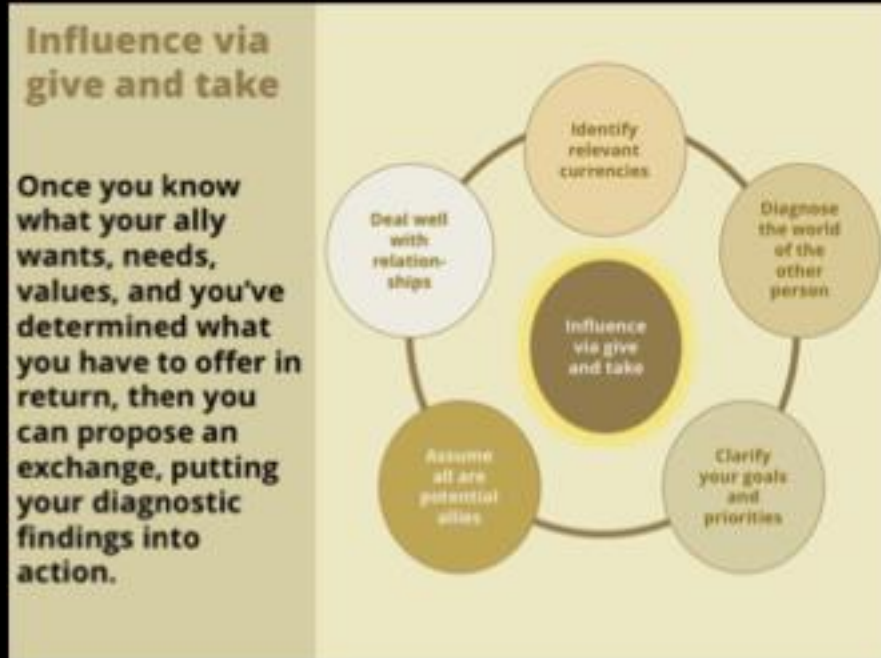 Influence via
give and take
Once you know
what your ally
wants, needs,
values, and you've
determined what
you have to offer in
return, then you
can propose an
exchange, putting
your diagnostic
findings into
action.
Identify
relevant
currencies
Diagnose
the world
of the
other
person
Clarify
your goals
and
priorities
Assume
all are
potential
allies
Deal well
with
relation-
ships
Influence
via give
and take